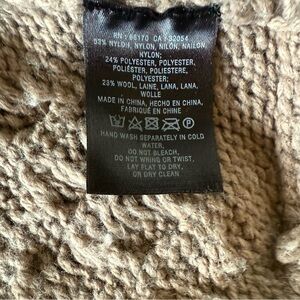 RN : 66170 CA : 32054
53% NYLON, NYLON, NILÓN, NAILON,
NYLON;
24% POLYESTER, POLYESTER,
POLIÉSTER, POLIESTERE,
POLYESTER;
23% WOOL, LAINE, LANA, LANA,
WOLLE
MADE IN CHINA, HECHO EN CHINA,
FABRIQUÉ EN CHINE
P
HAND WASH SEPARATELY IN COLD
WATER,
DO NOT BLEACH,
DO NOT WRING OR TWIST,
LAY FLAT TO DRY,
OR DRY CLEAN